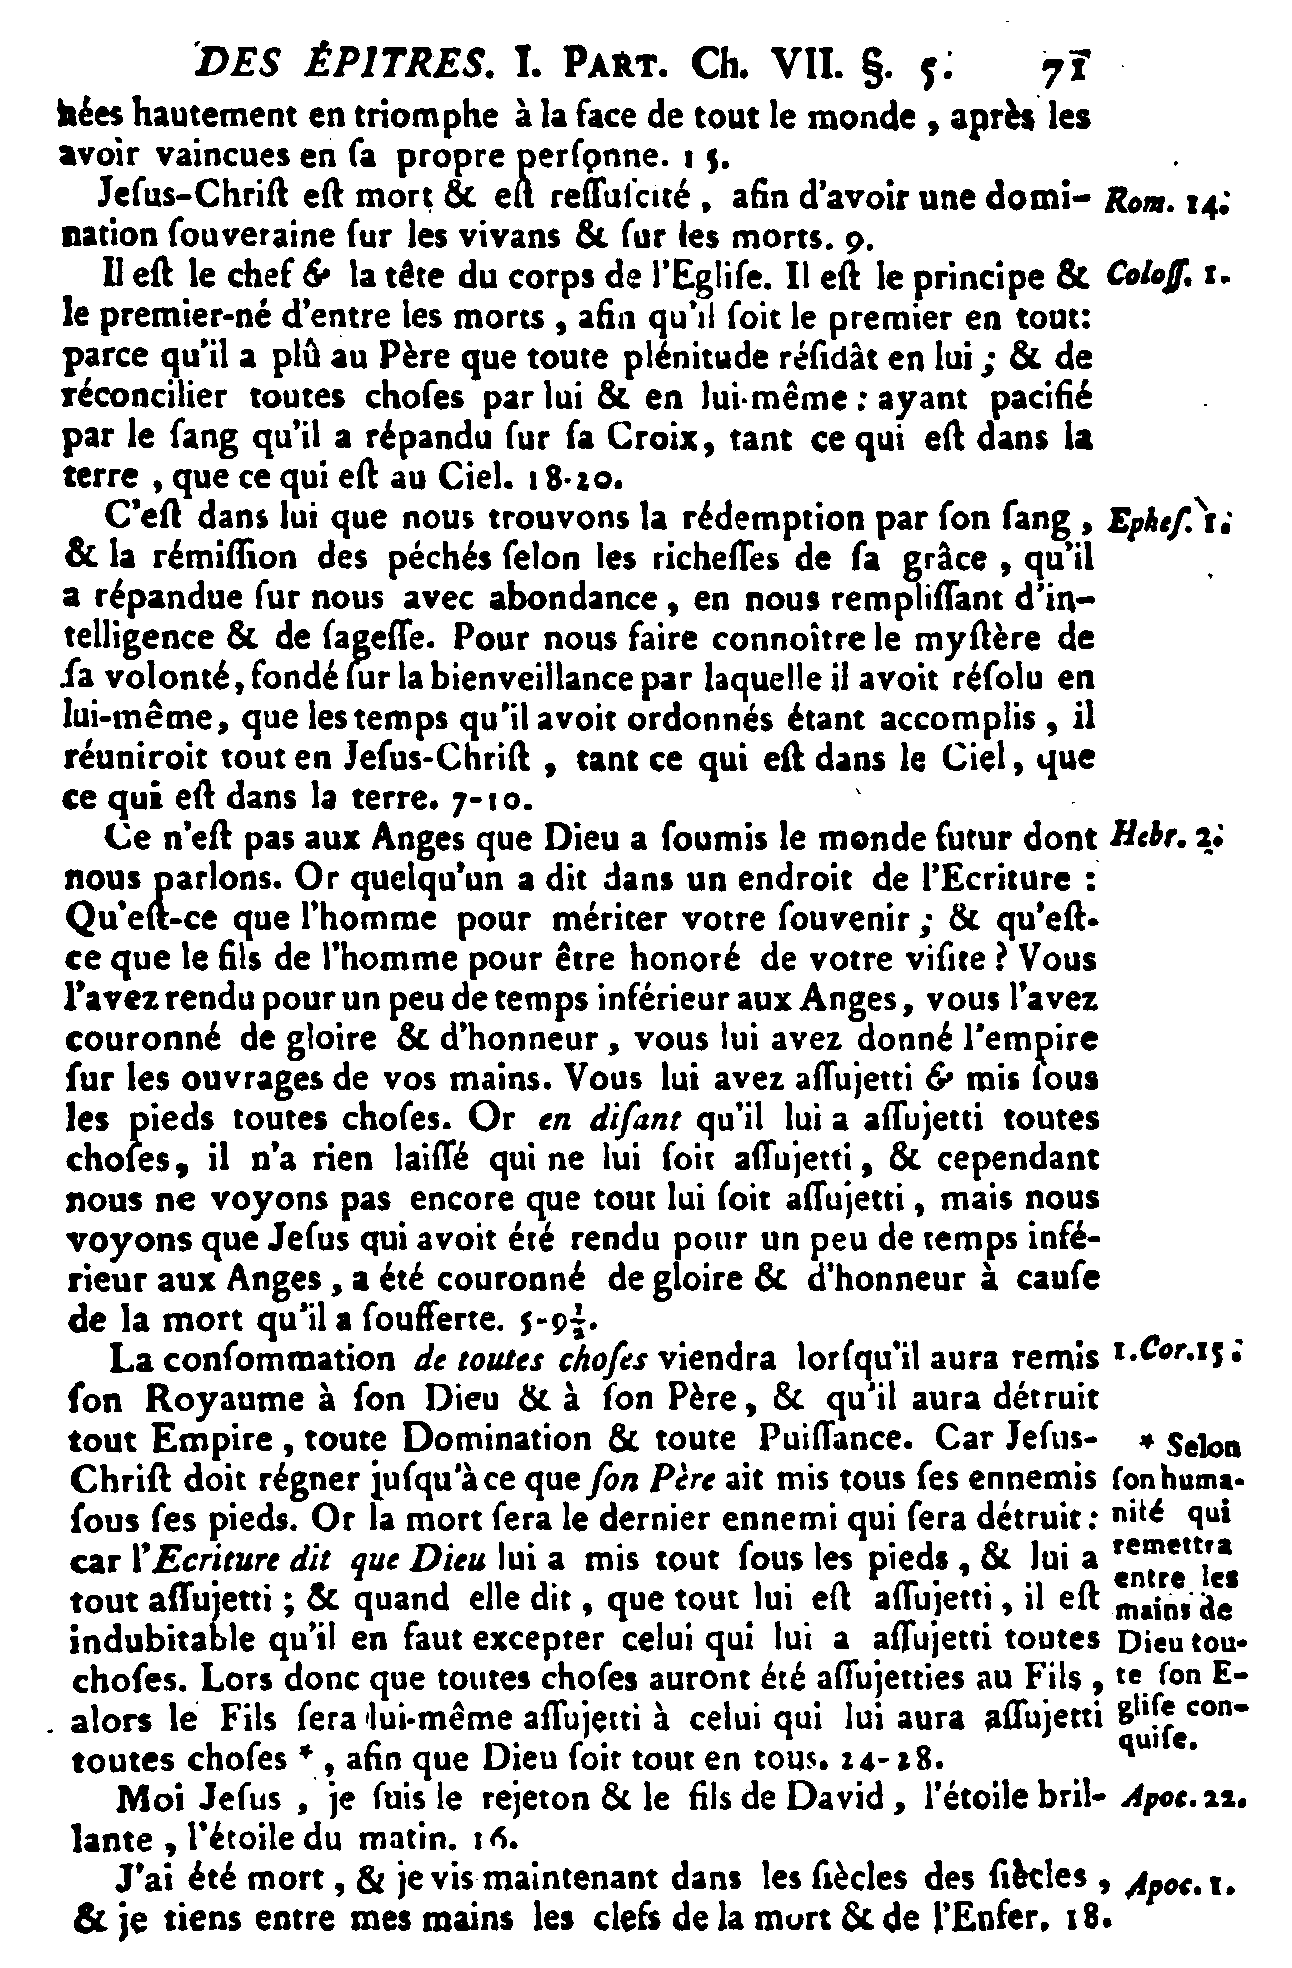 DES ÉPITRES. I. PART. Ch. VII. §. 5. 71
nées hautement en triomphe à la face de tout le monde, après les
avoir vaincues en ſa propre perſonne. 15.
Jeſus-Chriſt eſt mort & eſt reſſuſcité, afin d'avoir une domi- Rom. 14.
nation ſouveraine ſur les vivans & ſur les morts. 9.
Il eſt le chef & la tête du corps de l'Egliſe. Il eſt le principe & Coloſſ. 1.
le premier-né d'entre les morts, afin qu'il ſoit le premier en tout:
parce qu'il a plû au Père que toute plénitude réſidât en lui; & de
réconcilier toutes choſes par lui & en lui-même: ayant pacifié
par le ſang qu'il a répandu ſur ſa Croix, tant ce qui eſt dans la
terre, que ce qui eſt au Ciel. 18-20.
C'eſt dans lui que nous trouvons la rédemption par ſon ſang, Epheſ. 1.
& la rémiſſion des péchés ſelon les richeſſes de ſa grâce, qu'il
a répandue ſur nous avec abondance, en nous rempliſſant d'in-
telligence & de ſageſſe. Pour nous faire connoître le myſtère de
ſa volonté, fondé ſur la bienveillance par laquelle il avoit réſolu en
lui-même, que les temps qu'il avoit ordonnés étant accomplis, il
réuniroit tout en Jeſus-Chriſt, tant ce qui eſt dans le Ciel, que
ce qui eſt dans la terre. 7-10.
Ce n'eſt pas aux Anges que Dieu a ſoumis le monde futur dont Hebr. 2.
nous parlons. Or quelqu'un a dit dans un endroit de l'Ecriture:
Qu'eſt-ce que l'homme pour mériter votre ſouvenir; & qu'eſt-
ce que le fils de l'homme pour être honoré de votre viſite? Vous
l'avez rendu pour un peu de temps inférieur aux Anges, vous l'avez
couronné de gloire & d'honneur, vous lui avez donné l'empire
ſur les ouvrages de vos mains. Vous lui avez aſſujetti & mis ſous
les pieds toutes choſes. Or en diſant qu'il lui a aſſujetti toutes
choſes, il n'a rien laiſſé qui ne lui ſoit aſſujetti, & cependant
nous ne voyons pas encore que tout lui ſoit aſſujetti, mais nous
voyons que Jeſus qui avoit été rendu pour un peu de temps infé-
rieur aux Anges, a été couronné de gloire & d'honneur à cauſe
de la mort qu'il a ſoufferte. 5-9½.
La conſommation de toutes choſes viendra lorſqu'il aura remis 1. Cor. 15.
ſon Royaume à ſon Dieu & à ſon Père, & qu'il aura détruit
tout Empire, toute Domination & toute Puiſſance. Car Jeſus-
Chriſt doit régner juſqu'à ce que ſon Père ait mis tous ſes ennemis
ſous ſes pieds. Or la mort ſera le dernier ennemi qui ſera détruit:
car l'Ecriture dit que Dieu lui a mis tout ſous les pieds, & lui a
tout aſſujetti; & quand elle dit, que tout lui eſt aſſujetti, il eſt
indubitable qu'il en faut excepter celui qui lui a aſſujetti toutes
choſes. Lors donc que toutes choſes auront été aſſujetties au Fils,
alors le Fils ſera lui-même aſſujetti à celui qui lui aura aſſujetti
toutes choſes *, afin que Dieu ſoit tout en tous. 24-28.
* Selon
ſon huma-
nité qui
remettra
entre les
mains de
Dieu tou-
te ſon E-
gliſe con-
quiſe.
Moi Jeſus, je ſuis le rejeton & le fils de David, l'étoile bril- Apoc. 22.
lante, l'étoile du matin. 16.
J'ai été mort, & je vis maintenant dans les ſiècles des ſiècles, Apoc. 1.
& je tiens entre mes mains les clefs de la mort & de l'Enfer. 18.